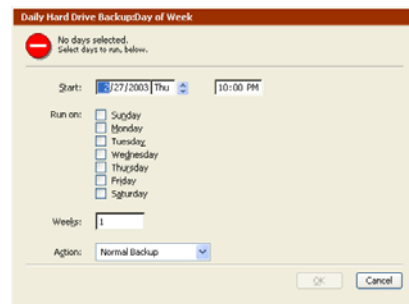 Daily Hard Drive Backup:Day of Week
No days selected.
Select days to run, below.
Start: 2/27/2003 Thu 10:00 PM
Run on: Sunday
Monday
Tuesday
Wednesday
Thursday
Friday
Saturday
Weeks: 1
Action: Normal Backup
OK Cancel